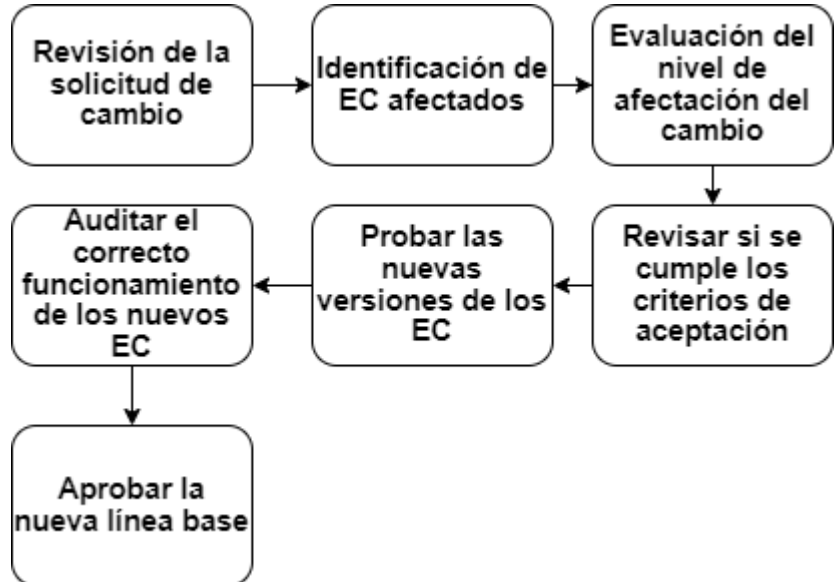 Revisión de la
solicitud de
cambio
Identificación de
EC afectados
Evaluación del
nivel de
afectación del
cambio
Revisar si se
cumple los
criterios de
aceptación
Probar las
nuevas
versiones de los
EC
Auditar el
correcto
funcionamiento
de los nuevos
EC
Aprobar la
nueva línea base